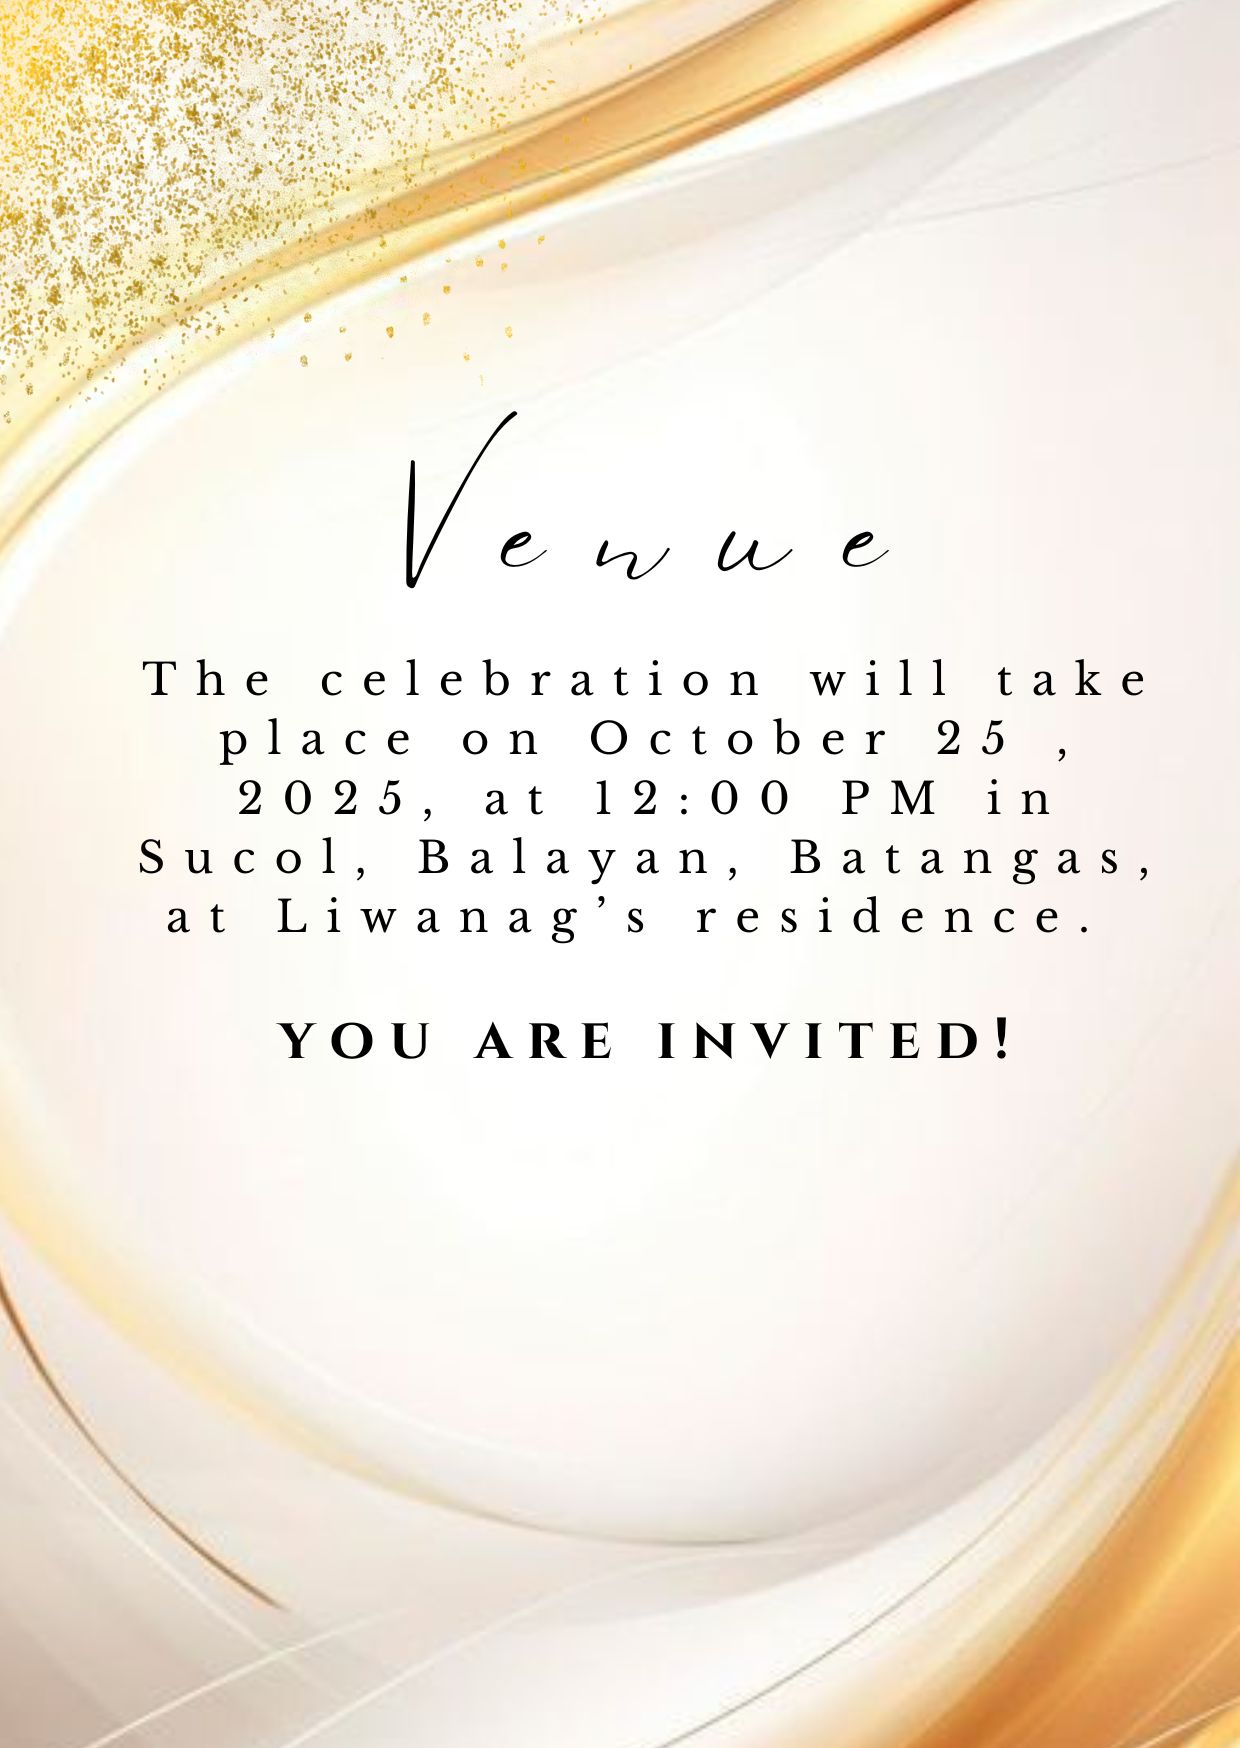 Venue
The celebration will take
place on October 25 ,
2025, at 12:00 PM in
Sucol, Balayan, Batangas,
at Liwanag’s residence.
YOU ARE INVITED!